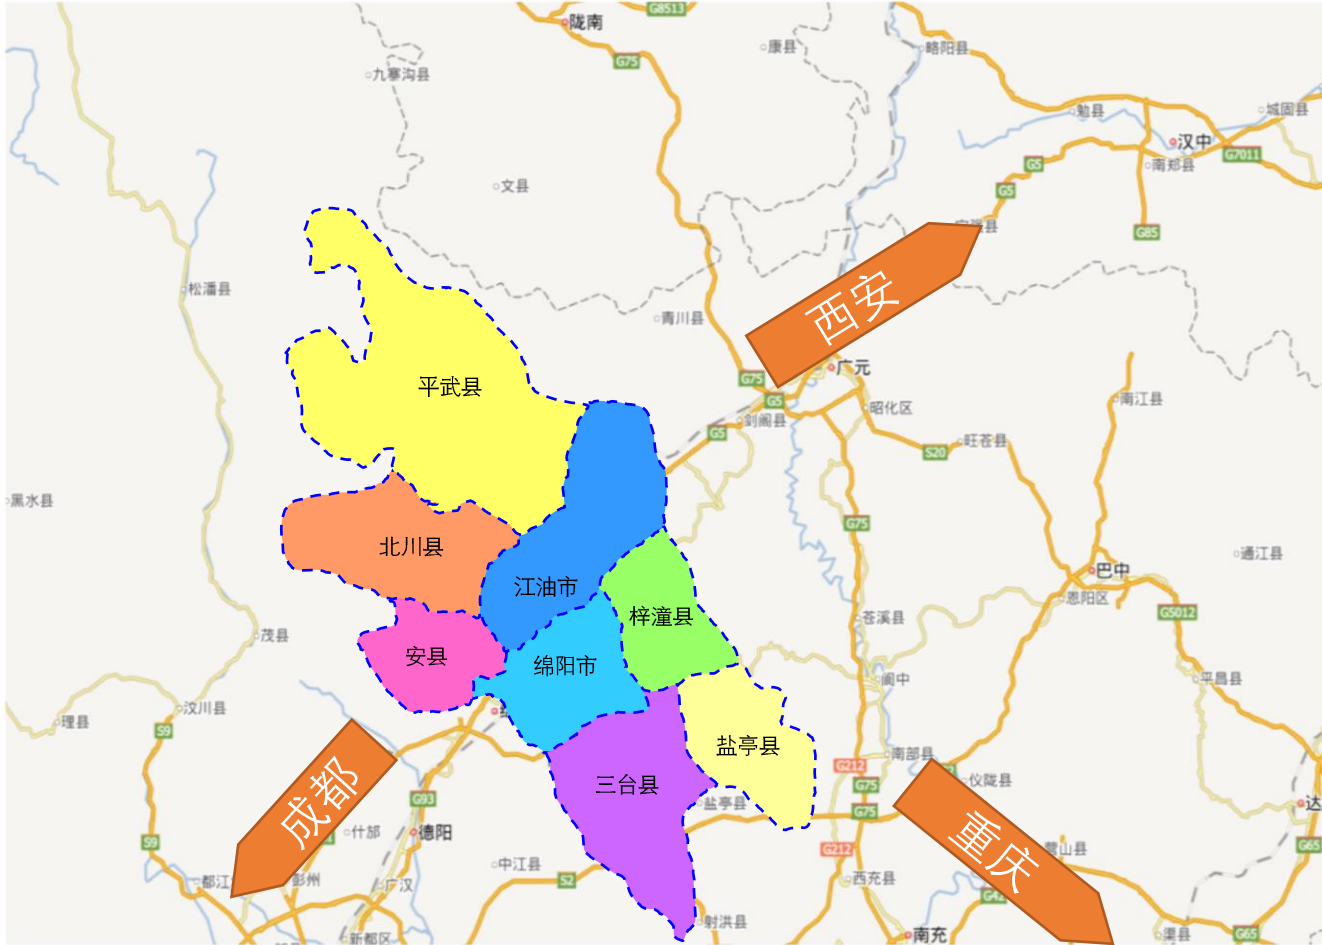 G8513
陇南
康县
略阳县
G75
九寨沟县
勉县
城固县
汉中
G7011
南郑县
G5
文县
G5
G85
松潘县
西安
青川县
广元
G75
平武县
G5
昭化区
南江县
剑阁县
G5
旺苍县
S20
黑水县
G75
北川县
通江县
巴中
江油市
恩阳区
梓潼县
苍溪县
G5012
茂县
安县
绵阳市
阆中
平昌县
汶川县
理县
S9
盐亭县
南部县
G212
仪陇县
三台县
G75
成都
G93
盐亭县
达
G75
什邡
德阳
S9
G212
重庆
营山县
G65
中江县
都江
彭州
广汉
S2
西充县
G42
射洪县
新都区
南充
渠县
G65